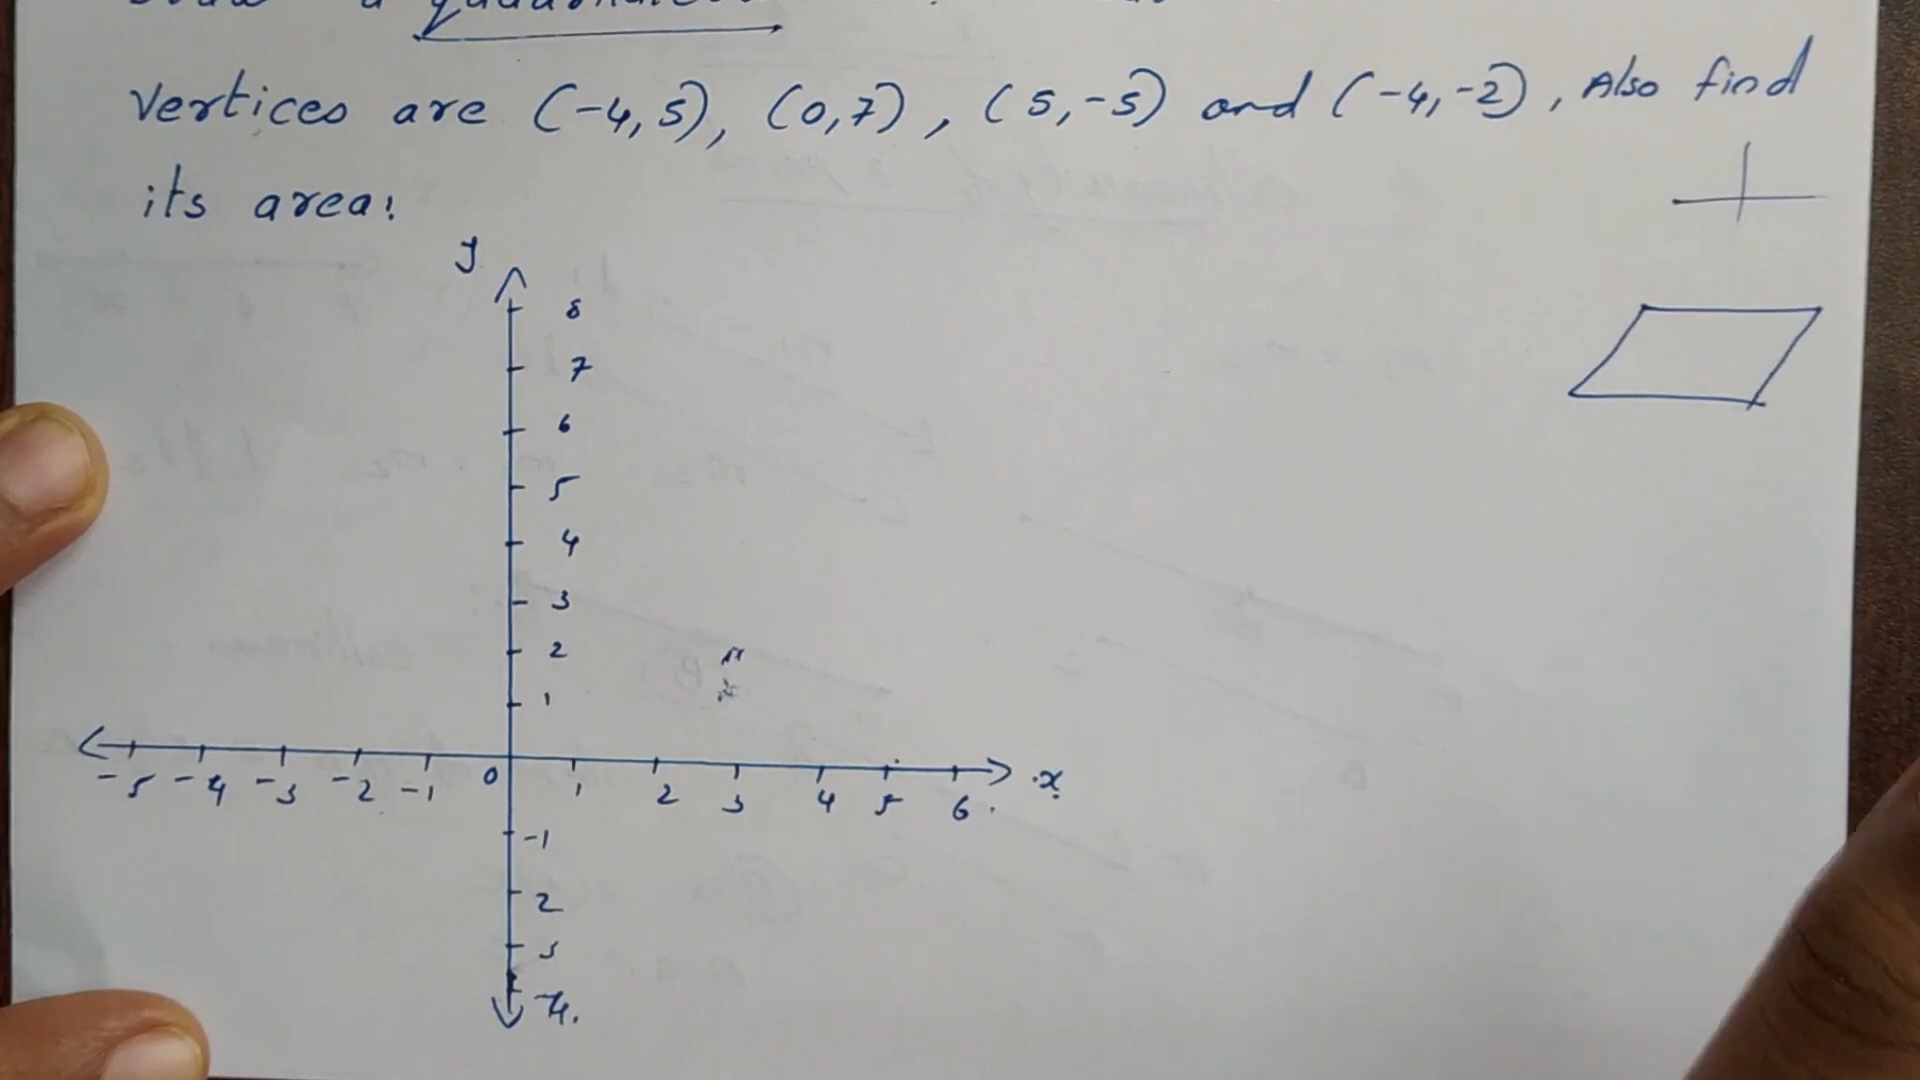 a quadrilateral
vertices are (-4,5), (0,7), (5,-5) and (-4,-2), Also find
its area:
y
8
7
6
5
4
3
2
1
-5 -4 -3 -2 -1 0 1 2 3 4 5 6 x
-1
2
3
-4